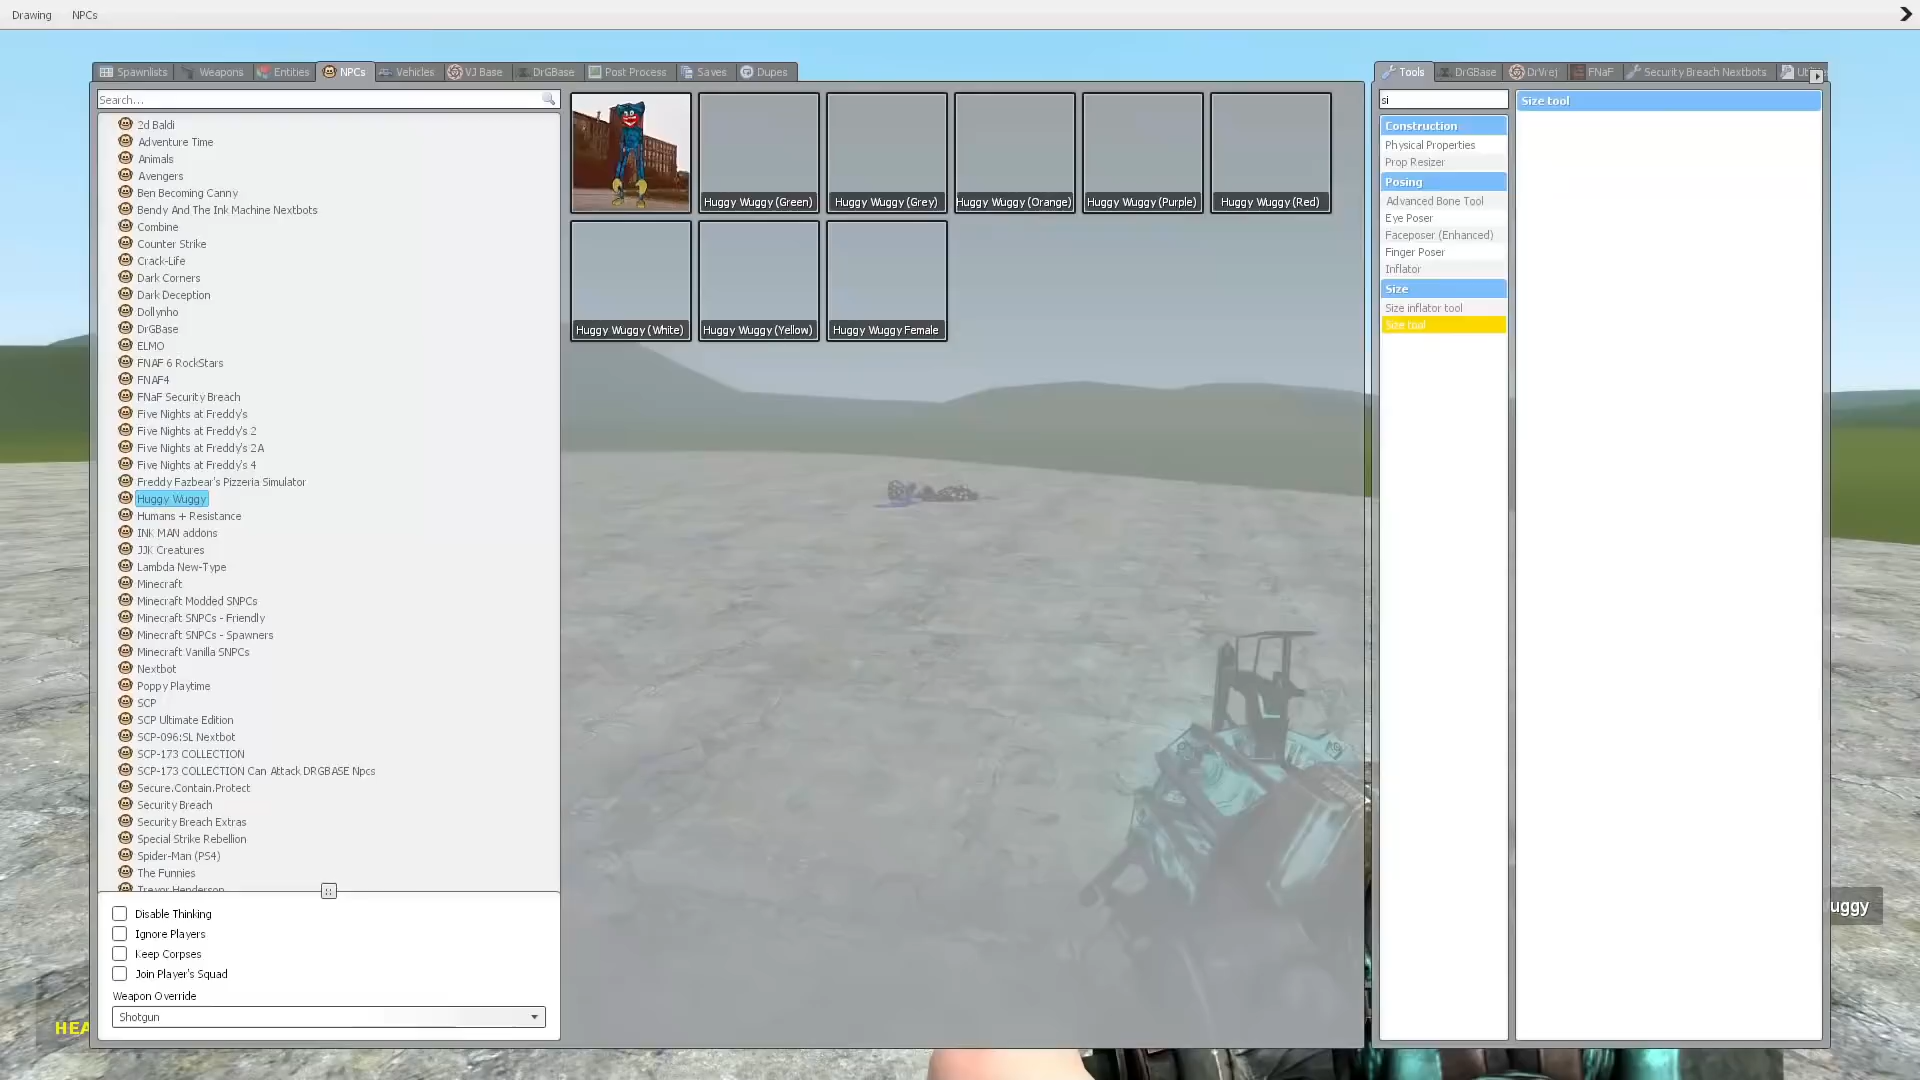 Drawing NPCs
Spawnlists Weapons Entities NPCs Vehicles VJ Base DrGBase Post Process Saves Dupes
Search...
2d Baldi
Adventure Time
Animals
Avengers
Ben Becoming Canny
Bendy And The Ink Machine Nextbots
Combine
Counter Strike
Crack-Life
Dark Corners
Dark Deception
Dollynho
DrGBase
ELMO
FNAF 6 RockStars
FNAF4
FNaF Security Breach
Five Nights at Freddy's
Five Nights at Freddy's 2
Five Nights at Freddy's 2A
Five Nights at Freddy's 4
Freddy Fazbear's Pizzeria Simulator
Huggy Wuggy
Humans + Resistance
INK MAN addons
JJK Creatures
Lambda New-Type
Minecraft
Minecraft Modded SNPCs
Minecraft SNPCs - Friendly
Minecraft SNPCs - Spawners
Minecraft Vanilla SNPCs
Nextbot
Poppy Playtime
SCP
SCP Ultimate Edition
SCP-096:SL Nextbot
SCP-173 COLLECTION
SCP-173 COLLECTION Can Attack DRGBASE Npcs
Secure.Contain.Protect
Security Breach
Security Breach Extras
Special Strike Rebellion
Spider-Man (PS4)
The Funnies
Trevor Henderson
Disable Thinking
Ignore Players
Keep Corpses
Join Player's Squad
Weapon Override
Shotgun
Huggy Wuggy (Green) Huggy Wuggy (Grey) Huggy Wuggy (Orange) Huggy Wuggy (Purple) Huggy Wuggy (Red)
Huggy Wuggy (White) Huggy Wuggy (Yellow) Huggy Wuggy Female
Tools DrGBase DrVrej FNaF Security Breach Nextbots
si
Construction
Physical Properties
Prop Resizer
Posing
Advanced Bone Tool
Eye Poser
Faceposer (Enhanced)
Finger Poser
Inflator
Size
Size inflator tool
Size tool
Size tool
uggy
HEA